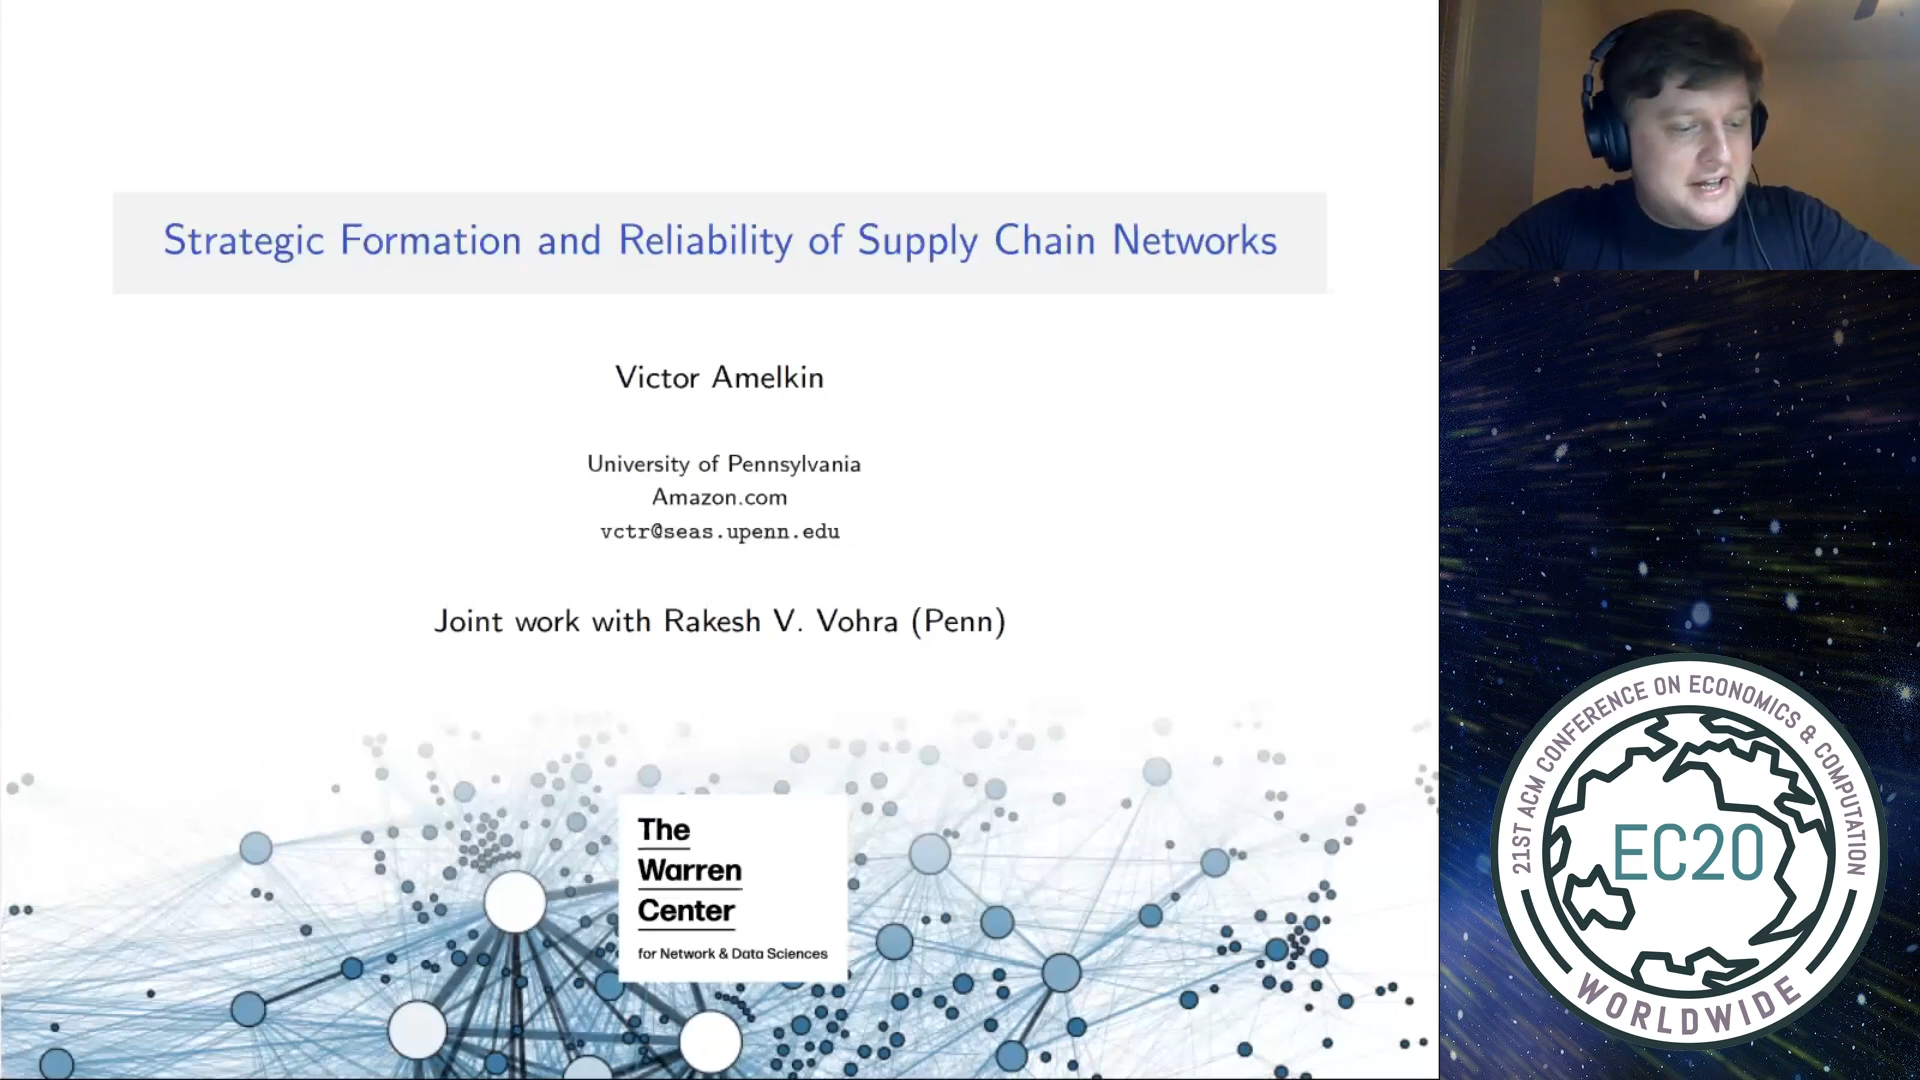 Strategic Formation and Reliability of Supply Chain Networks
Victor Amelkin
University of Pennsylvania
Amazon.com
vctr@seas.upenn.edu
Joint work with Rakesh V. Vohra (Penn)
The
Warren
Center
for Network & Data Sciences
21ST ACM CONFERENCE ON ECONOMICS & COMPUTATION
EC20
WORLDWIDE